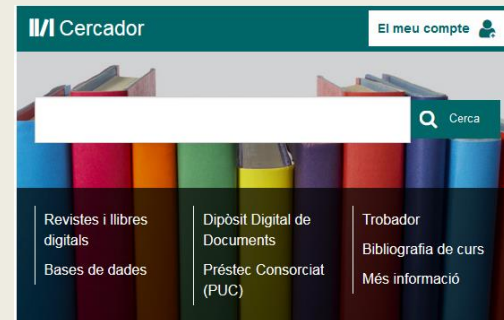 Cercador
El meu compte
Cerca
Revistes i llibres
digitals
Bases de dades
Dipòsit Digital de
Documents
Préstec Consorciat
(PUC)
Trobador
Bibliografia de curs
Més informació